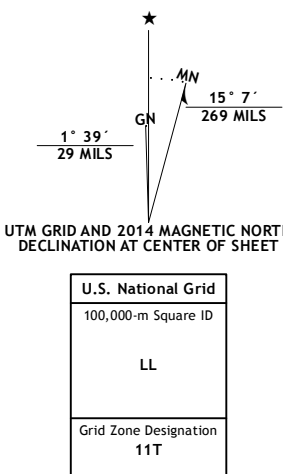 ★
MN
GN
15° 7´
269 MILS
1° 39´
29 MILS
UTM GRID AND 2014 MAGNETIC NORTH
DECLINATION AT CENTER OF SHEET
U.S. National Grid
100,000-m Square ID
LL
Grid Zone Designation
11T